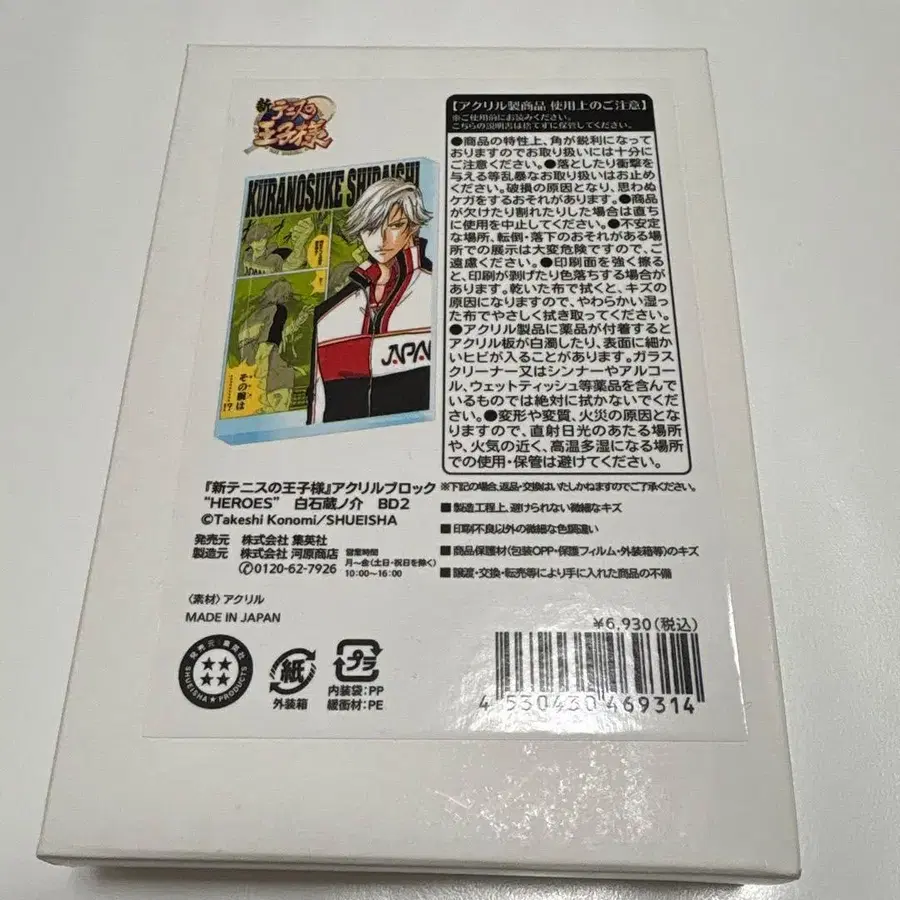 新テニスの
王子様
KURANOSUKE SHIRAISHI
JAPAN
その腕は
………!?
『新テニスの王子様』アクリルブロック
"HEROES" 白石蔵ノ介 BD2
©Takeshi Konomi/SHUEISHA
発売元 株式会社 集英社
製造元 株式会社 河原商店
✆0120-62-7926
営業時間
月〜金(土日・祝日を除く)
10:00〜16:00
〈素材〉アクリル
MADE IN JAPAN
発売元・集英社
SHUEISHA★PRODUCTS
紙
外装箱
プラ
内装袋:PP
緩衝材:PE
【アクリル製商品 使用上のご注意】
※ご使用前にお読みください。
こちらの説明書は捨てずに保管してください。
●商品の特性上、角が鋭利になって
おりますのでお取り扱いには十分に
ご注意ください。●落としたり衝撃を
与える等乱暴なお取り扱いはお止め
ください。破損の原因となり、思わぬ
ケガをするおそれがあります。●商品
が欠けたり割れたりした場合は直ち
に使用を中止してください。●不安定
な場所、転倒・落下のおそれがある場
所での展示は大変危険ですので、ご
遠慮ください。●印刷面を強く擦る
と、印刷が剥げたり色落ちする場合が
あります。乾いた布で拭くと、キズの
原因になりますので、やわらかい湿っ
た布でやさしく拭き取ってください。
●アクリル製品に薬品が付着すると
アクリル板が白濁したり、表面に細か
いヒビが入ることがあります。ガラス
クリーナー又はシンナーやアルコー
ル、ウェットティッシュ等薬品を含んで
いるものでは絶対に拭かないでくだ
さい。●変形や変質、火災の原因とな
りますので、直射日光のあたる場所
や、火気の近く、高温多湿になる場所
での使用・保管は避けてください。
※下記の場合、返品・交換はいたしかねますのでご了承ください。
■製造工程上、避けられない微細なキズ
■印刷不良以外の微細な色調違い
■商品保護材(包装OPP・保護フィルム・外装箱等)のキズ
■譲渡・交換・転売等により手に入れた商品の不備
¥6,930(税込)
4 530430 469314